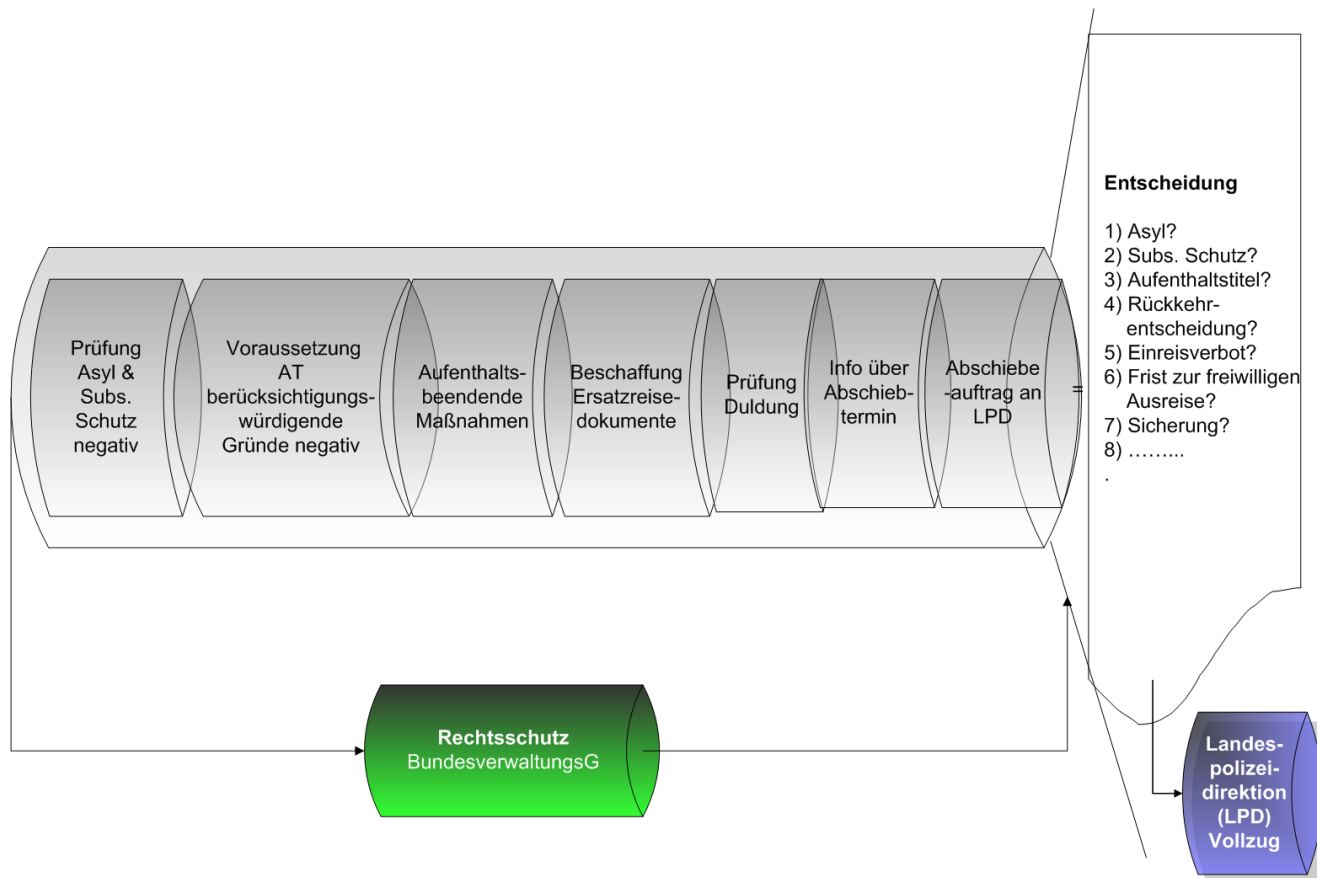 Prüfung
Asyl &
Subs.
Schutz
negativ
Voraussetzung
AT
berücksichtigungs-
würdigende
Gründe negativ
Aufenthalts-
beendende
Maßnahmen
Beschaffung
Ersatzreise-
dokumente
Prüfung
Duldung
Info über
Abschieb-
termin
Abschiebe
-auftrag an
LPD
=
Entscheidung
1) Asyl?
2) Subs. Schutz?
3) Aufenthaltstitel?
4) Rückkehr-
entscheidung?
5) Einreisverbot?
6) Frist zur freiwilligen
Ausreise?
7) Sicherung?
8) ……...
.
Rechtsschutz
BundesverwaltungsG
Landes-
polizei-
direktion
(LPD)
Vollzug